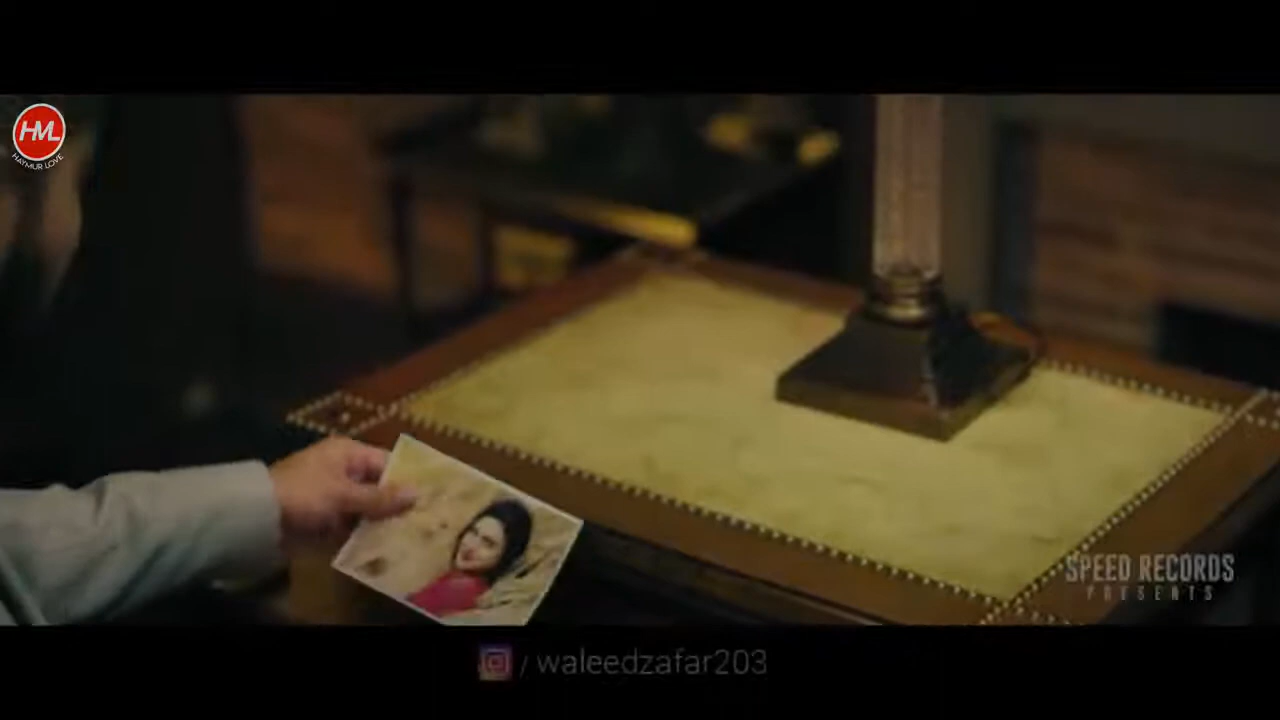 HML
HAYMUR LOVE
SPEED RECORDS
PRESENTS
/ waleedzafar203